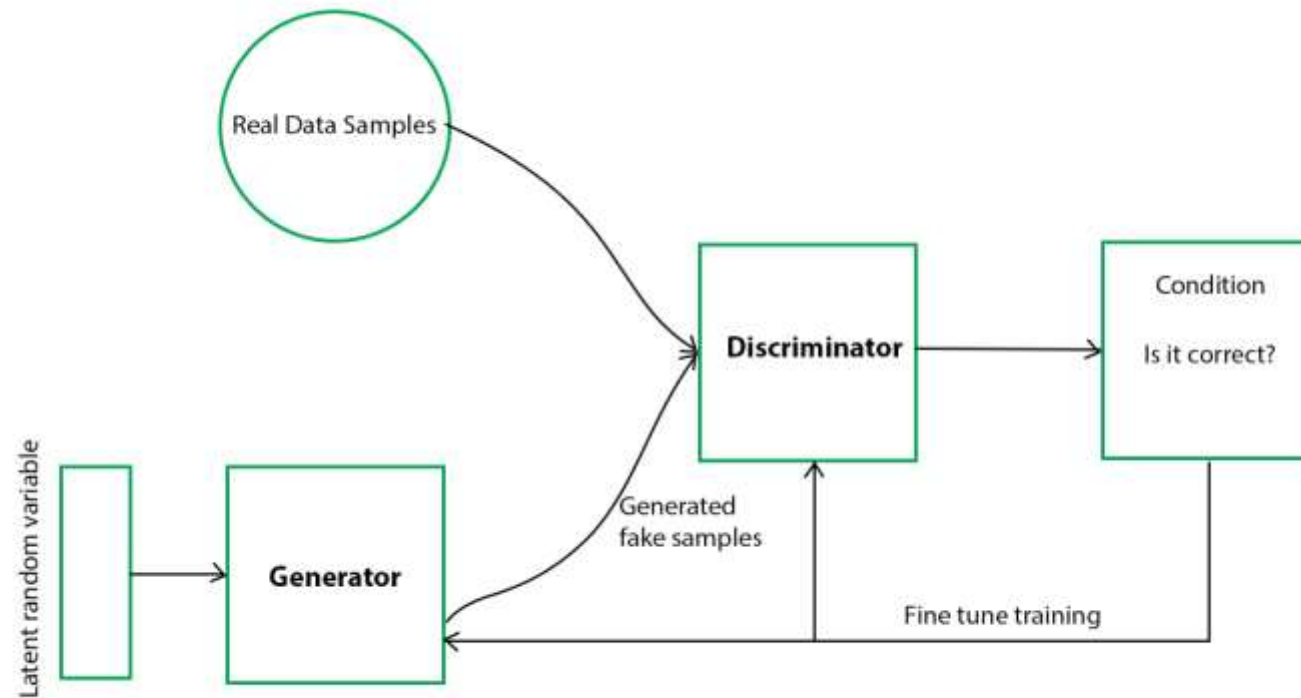 Real Data Samples
Condition
Is it correct?
Discriminator
Latent random variable
Generator
Generated
fake samples
Fine tune training